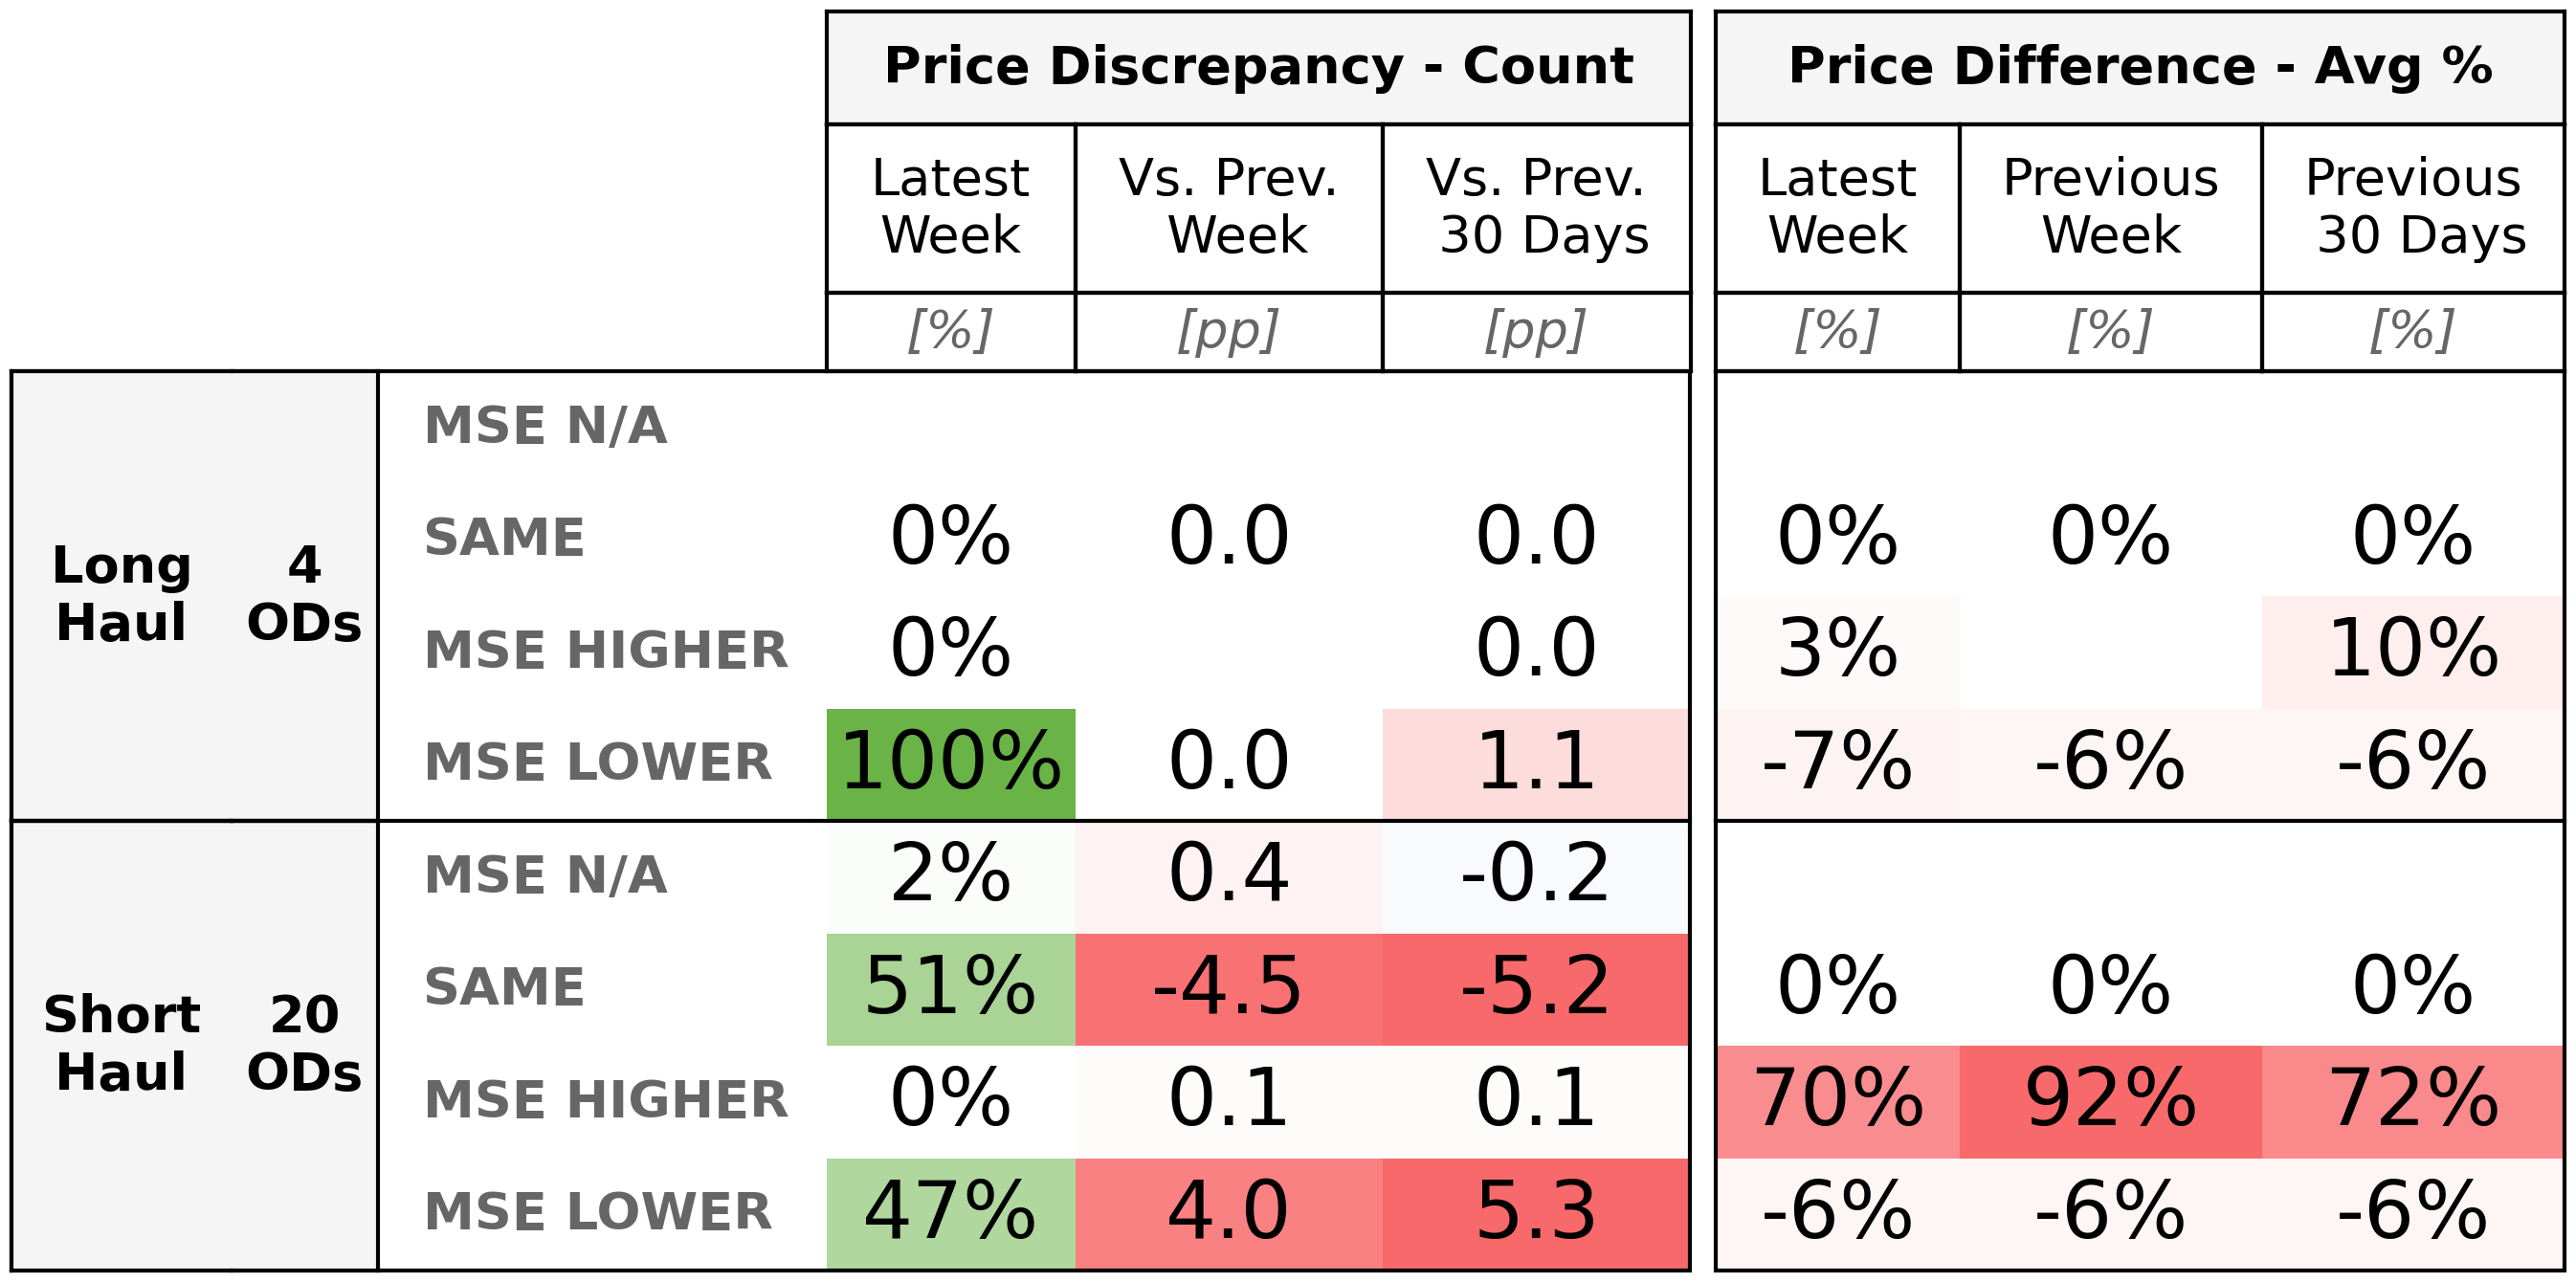 Price Discrepancy - Count Price Difference - Avg %
Latest Week Vs. Prev. Week Vs. Prev. 30 Days Latest Week Previous Week Previous 30 Days
[%] [pp] [pp] [%] [%] [%]
Long Haul 4 ODs
MSE N/A
SAME 0% 0.0 0.0 0% 0% 0%
MSE HIGHER 0% 0.0 3% 10%
MSE LOWER 100% 0.0 1.1 -7% -6% -6%
Short Haul 20 ODs
MSE N/A 2% 0.4 -0.2
SAME 51% -4.5 -5.2 0% 0% 0%
MSE HIGHER 0% 0.1 0.1 70% 92% 72%
MSE LOWER 47% 4.0 5.3 -6% -6% -6%